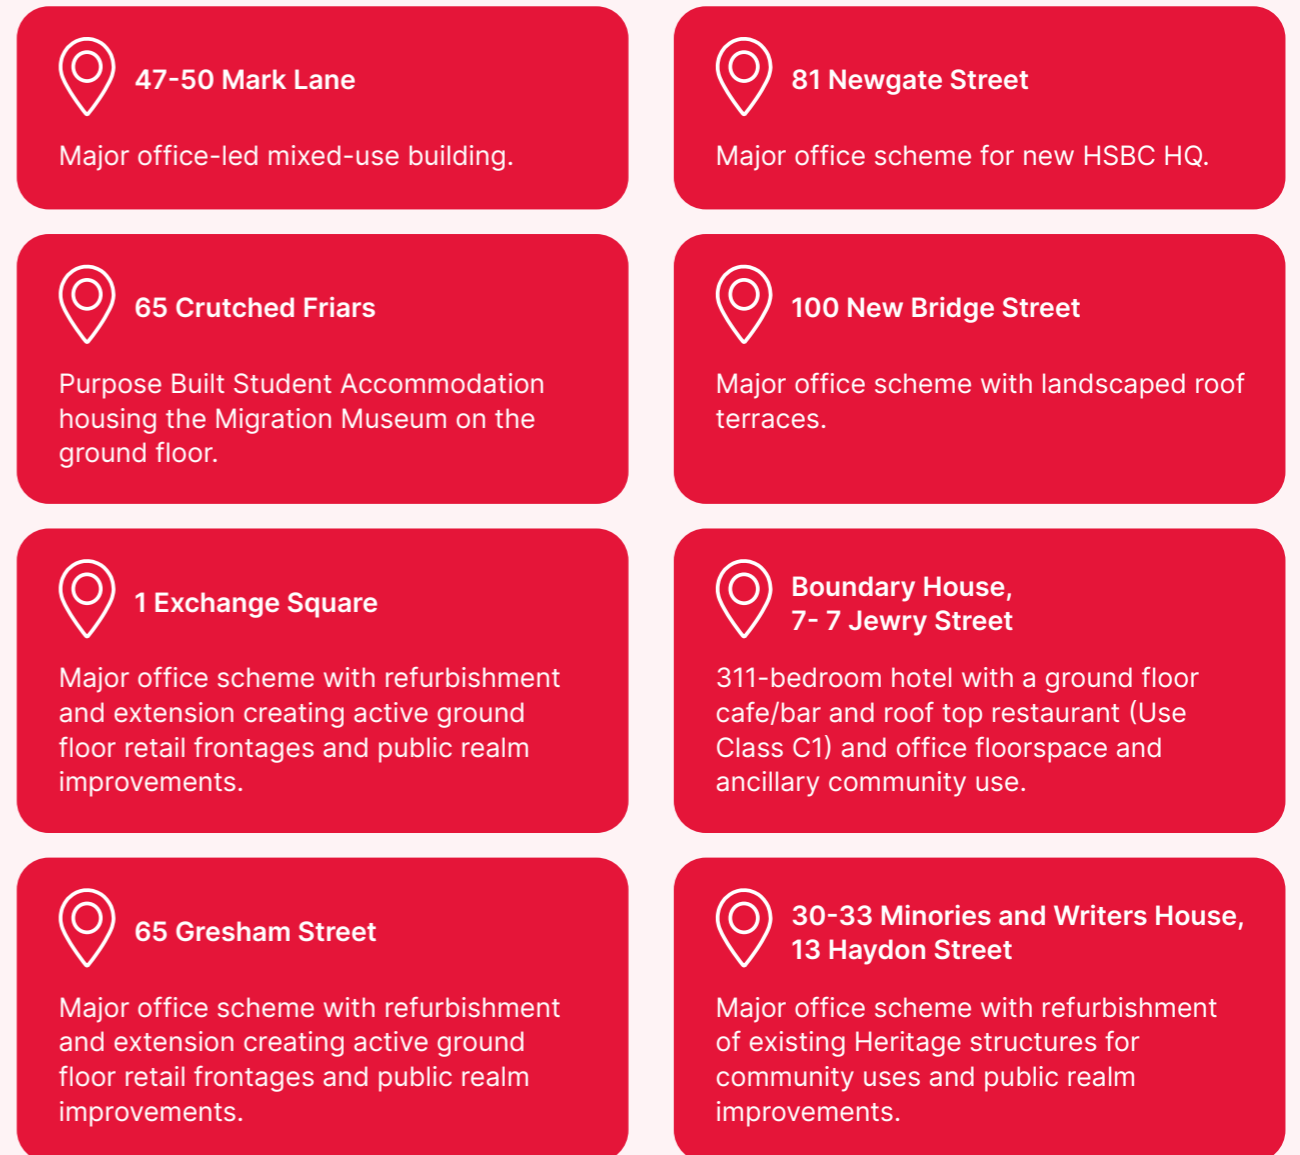 47-50 Mark Lane
Major office-led mixed-use building.
81 Newgate Street
Major office scheme for new HSBC HQ.
65 Crutched Friars
Purpose Built Student Accommodation
housing the Migration Museum on the
ground floor.
100 New Bridge Street
Major office scheme with landscaped roof
terraces.
1 Exchange Square
Major office scheme with refurbishment
and extension creating active ground
floor retail frontages and public realm
improvements.
Boundary House,
7- 7 Jewry Street
311-bedroom hotel with a ground floor
cafe/bar and roof top restaurant (Use
Class C1) and office floorspace and
ancillary community use.
65 Gresham Street
Major office scheme with refurbishment
and extension creating active ground
floor retail frontages and public realm
improvements.
30-33 Minories and Writers House,
13 Haydon Street
Major office scheme with refurbishment
of existing Heritage structures for
community uses and public realm
improvements.